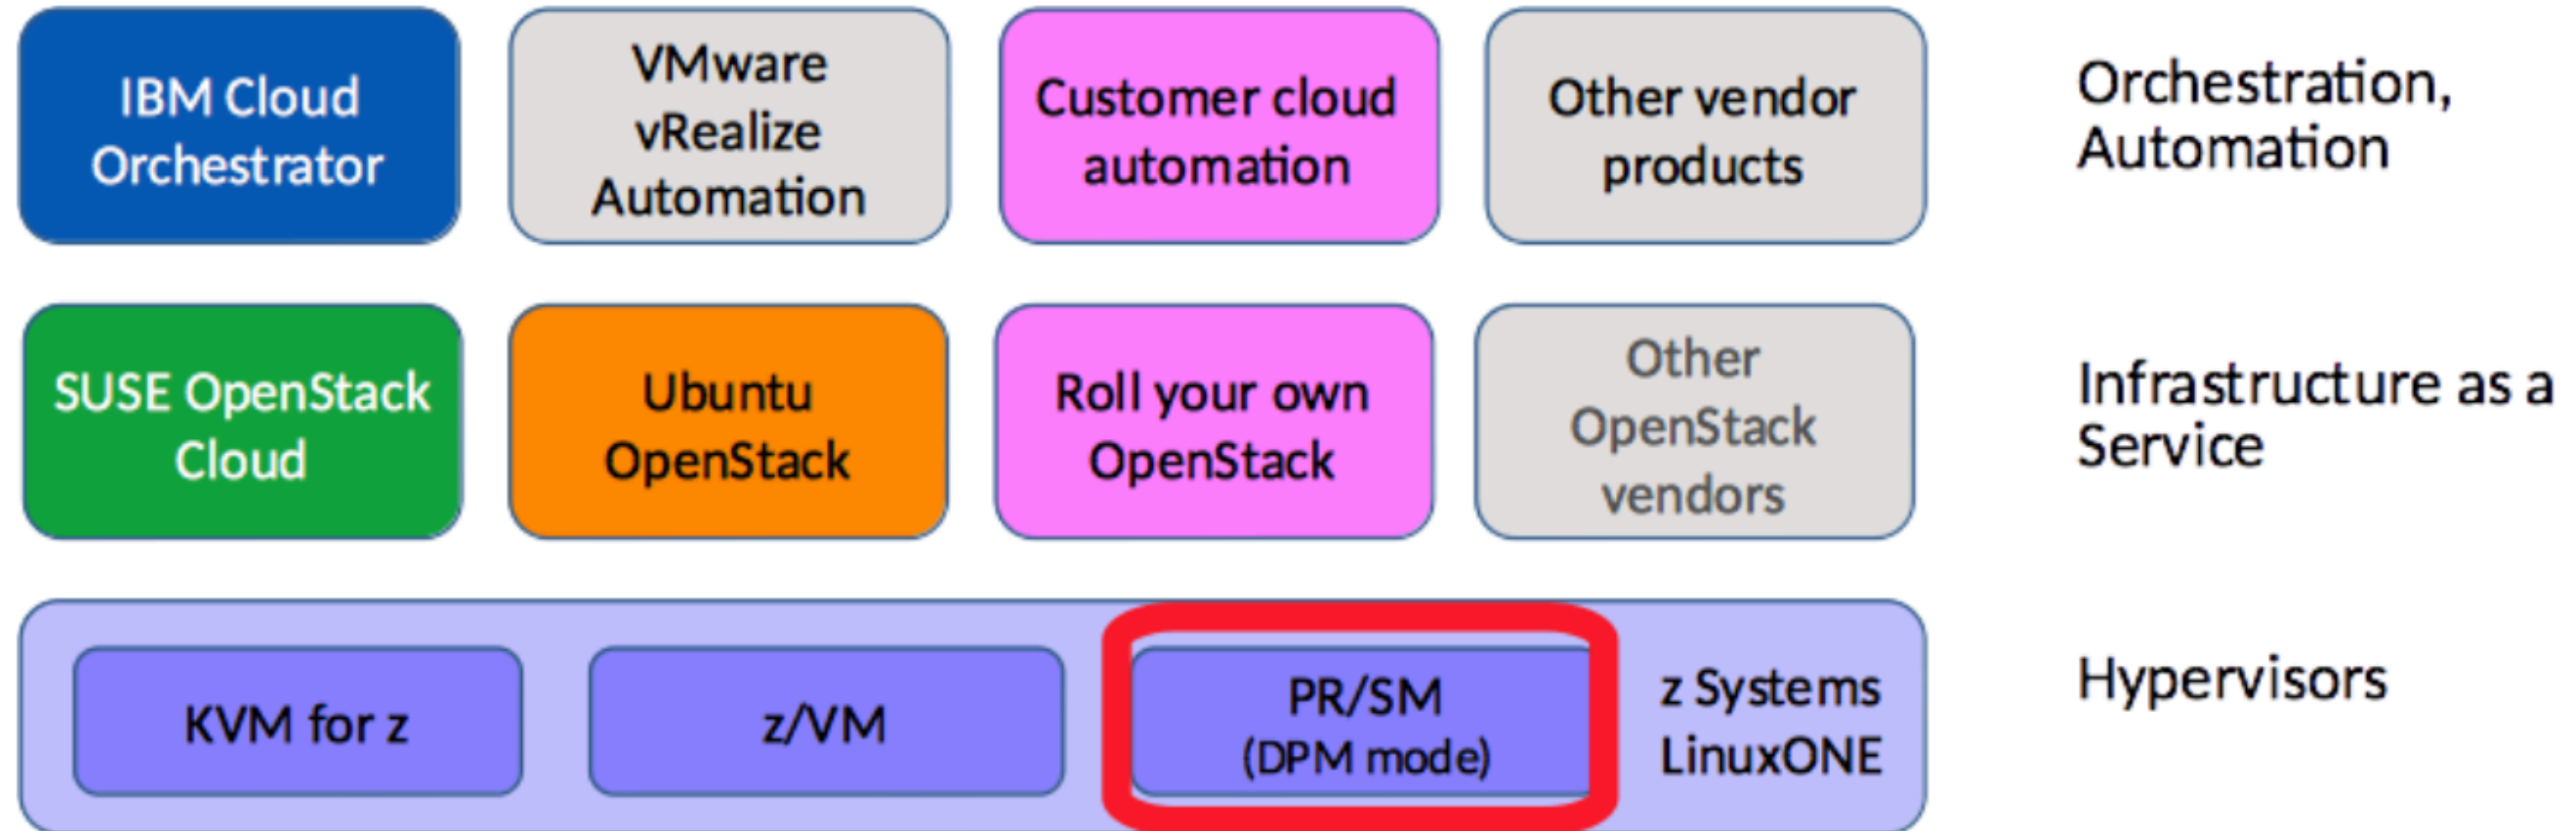 IBM Cloud
Orchestrator
VMware
vRealize
Automation
Customer cloud
automation
Other vendor
products
Orchestration,
Automation
SUSE OpenStack
Cloud
Ubuntu
OpenStack
Roll your own
OpenStack
Other
OpenStack
vendors
Infrastructure as a
Service
KVM for z
z/VM
PR/SM
(DPM mode)
z Systems
LinuxONE
Hypervisors